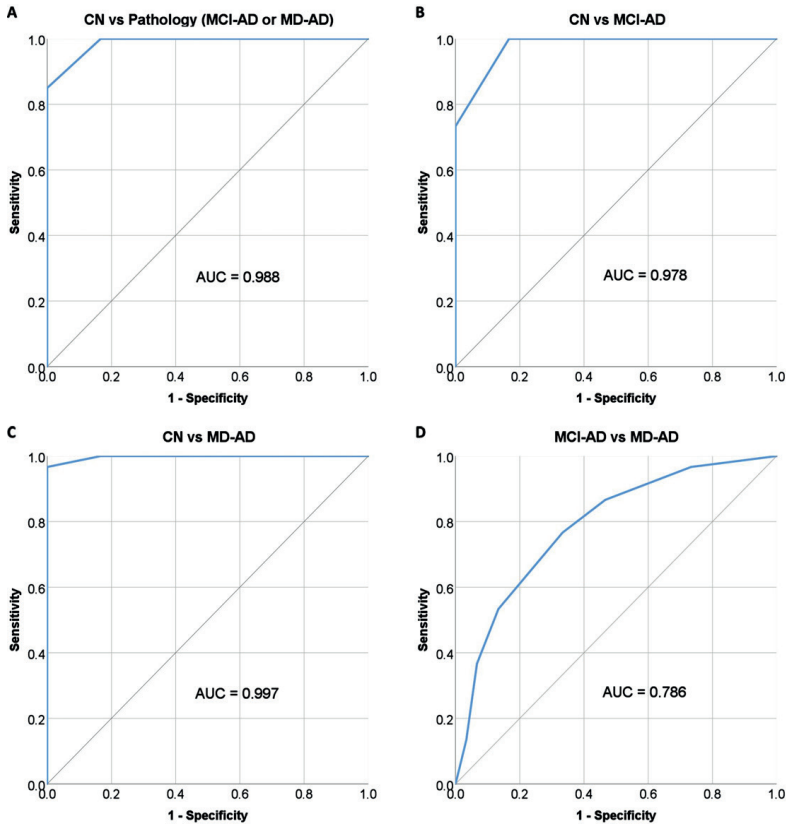 A
CN vs Pathology (MCI-AD or MD-AD)
1.0
0.8
0.6
0.4
0.2
0.0
Sensitivity
AUC = 0.988
0.0 0.2 0.4 0.6 0.8 1.0
1 - Specificity
B
CN vs MCI-AD
1.0
0.8
0.6
0.4
0.2
0.0
Sensitivity
AUC = 0.978
0.0 0.2 0.4 0.6 0.8 1.0
1 - Specificity
C
CN vs MD-AD
1.0
0.8
0.6
0.4
0.2
0.0
Sensitivity
AUC = 0.997
0.0 0.2 0.4 0.6 0.8 1.0
1 - Specificity
D
MCI-AD vs MD-AD
1.0
0.8
0.6
0.4
0.2
0.0
Sensitivity
AUC = 0.786
0.0 0.2 0.4 0.6 0.8 1.0
1 - Specificity